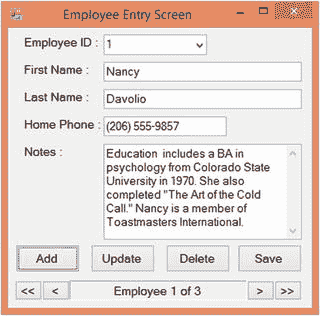 Employee Entry Screen
Employee ID : 1
First Name : Nancy
Last Name : Davolio
Home Phone : (206) 555-9857
Notes : Education includes a BA in
psychology from Colorado State
University in 1970. She also
completed "The Art of the Cold
Call." Nancy is a member of
Toastmasters International.
Add Update Delete Save
<< < Employee 1 of 3 > >>